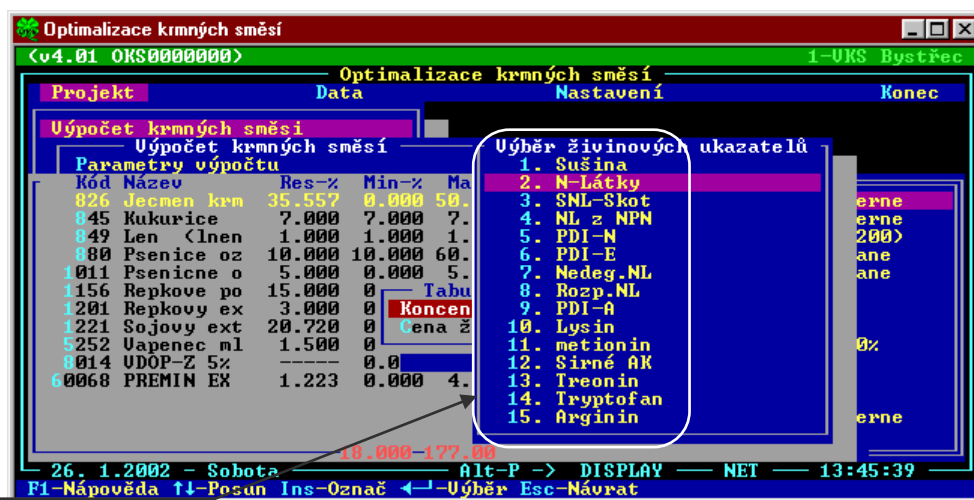 Optimalizace krmných směsí
(v4.01 OKS0000000) 1-VKS Bystřec
Optimalizace krmných směsí
Projekt Data Nastavení Konec
Výpočet krmných směsi
Výpočet krmných směsí
Parametry výpočtu
Kód Název Res-% Min-% Ma
826 Jecmen krm 35.557 0.000 50.
845 Kukurice 7.000 7.000 7.
849 Len (lnen 1.000 1.000 1.
880 Psenice oz 10.000 10.000 60.
1011 Psenicne o 5.000 0.000 5.
1156 Repkove po 15.000 0
1201 Repkovy ex 3.000 0
1221 Sojovy ext 20.720 0
5252 Vapenec ml 1.500 0
8014 VDOP-Z 5% ----- 0.0
60068 PREMIN EX 1.223 0.000 4.
Tabu
Koncen
Cena ž
Výběr živinových ukazatelů
1. Sušina
2. N-Látky
3. SNL-Skot
4. NL z NPN
5. PDI-N
6. PDI-E
7. Nedeg.NL
8. Rozp.NL
9. PDI-A
10. Lysin
11. metionin
12. Sirné AK
13. Treonin
14. Tryptofan
15. Arginin
erne
erne
200)
ane
ane
0%
erne
18.000-177.00
26. 1.2002 - Sobota Alt-P -> DISPLAY NET 13:45:39
F1-Nápověda ↑↓-Posun Ins-Označ ◄─┘-Výběr Esc-Návrat